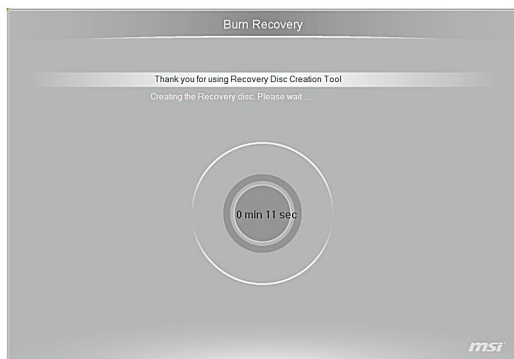 Burn Recovery
Thank you for using Recovery Disc Creation Tool
Creating the Recovery disc. Please wait ....
0 min 11 sec
msi